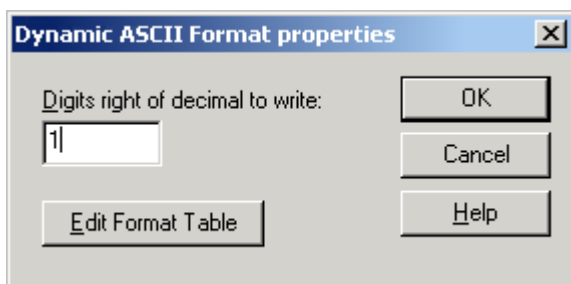 Dynamic ASCII Format properties
Digits right of decimal to write:
1
OK
Cancel
Edit Format Table
Help